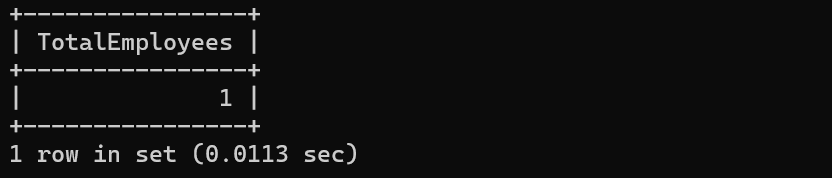 +----------------+
| TotalEmployees |
+----------------+
|              1 |
+----------------+
1 row in set (0.0113 sec)